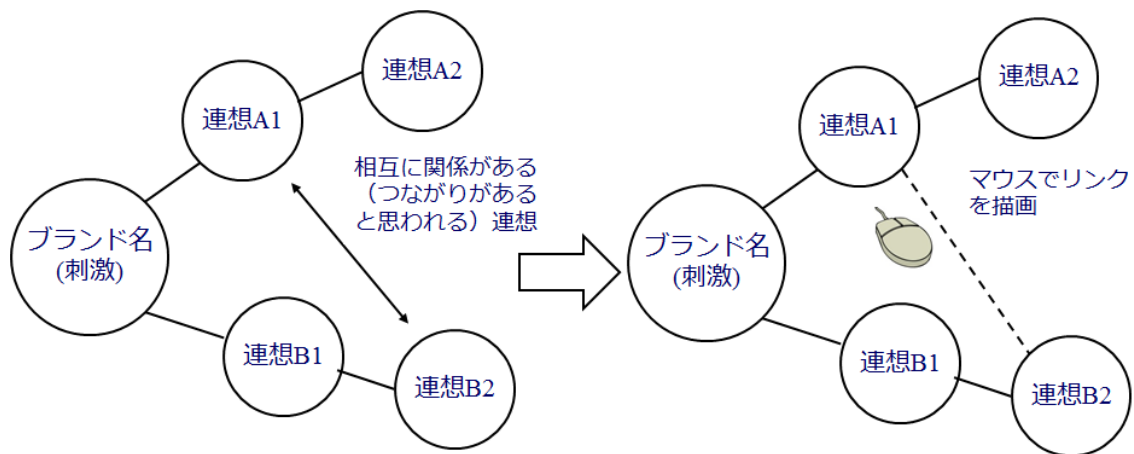 連想A2
連想A1
相互に関係がある
（つながりがある
と思われる）連想
ブランド名
(刺激)
連想B1
連想B2
連想A2
連想A1
マウスでリンク
を描画
ブランド名
(刺激)
連想B1
連想B2